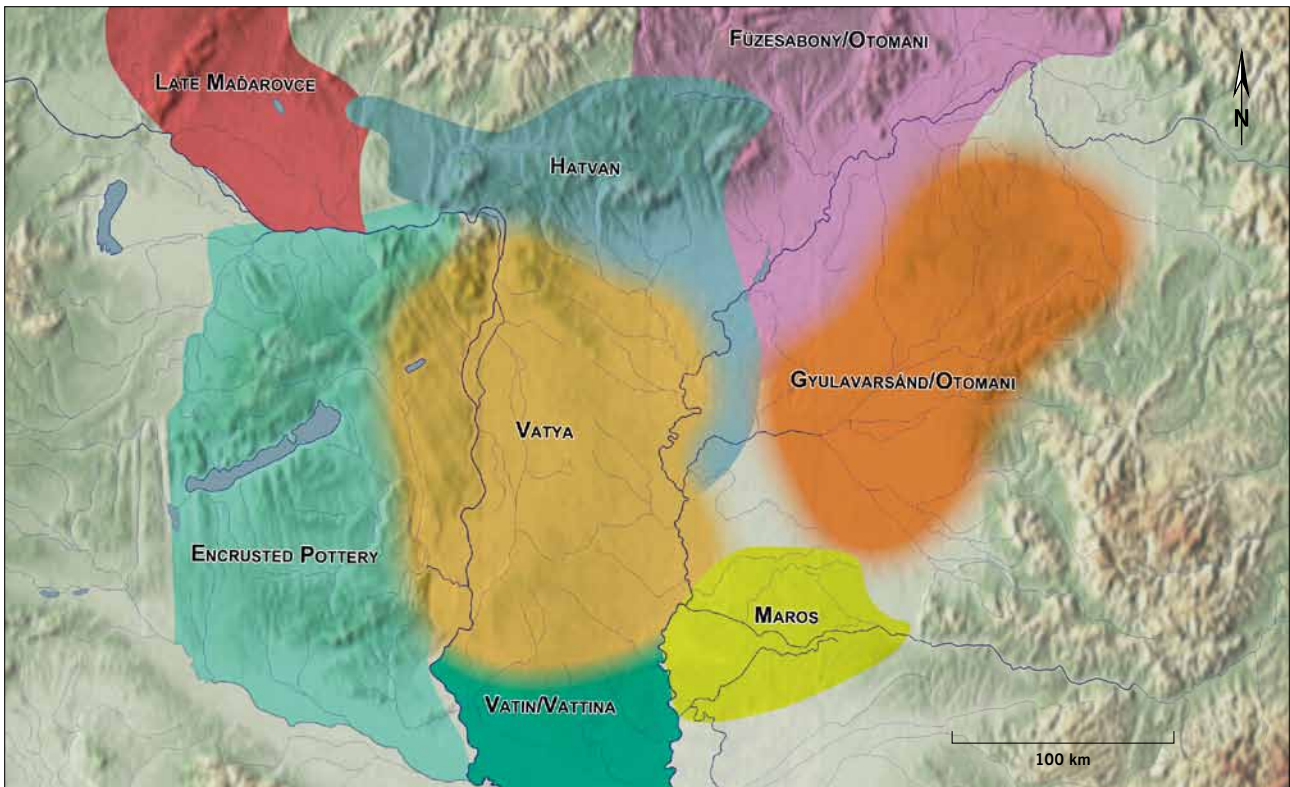 Füzesabony/Otomani
Late Maďarovce
N
Hatvan
Gyulavarsánd/Otomani
Vatya
Encrusted Pottery
Maros
Vatin/Vattina
100 km